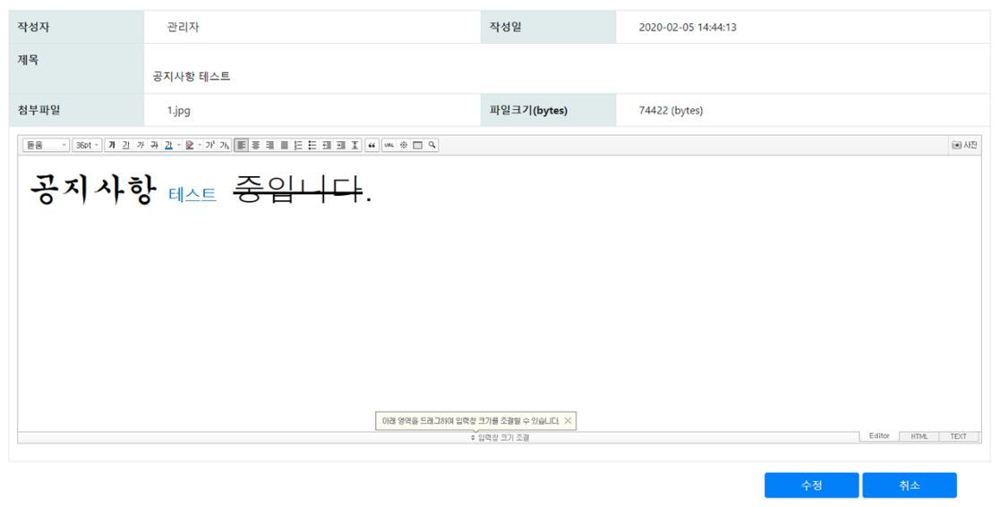 작성자 관리자 작성일 2020-02-05 14:44:13
제목
공지사항 테스트
첨부파일 1.jpg 파일크기(bytes) 74422 (bytes)
돋움 36pt 가 가 가 가 가 가 가 URL 사전
공지사항 테스트 중입니다.
아래 영역을 드래그하여 입력창 크기를 조절할 수 있습니다.
입력창 크기 조절 Editor HTML TEXT
수정 취소